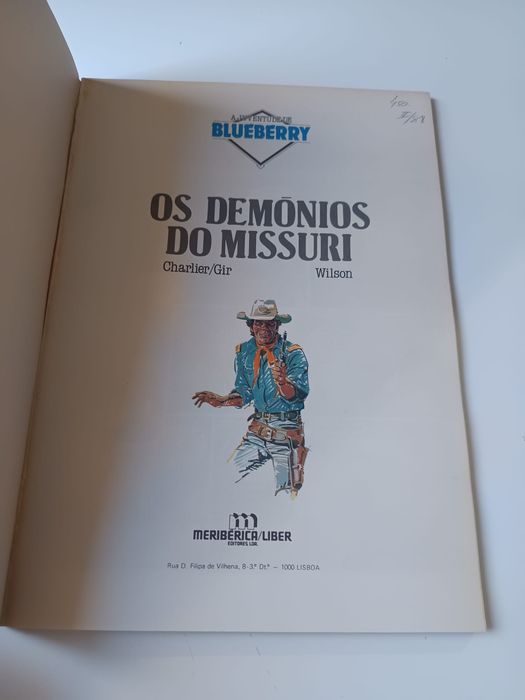 450
A JUVENTUDE DE
BLUEBERRY
OS DEMÓNIOS
DO MISSURI
Charlier/Gir Wilson
m
MERIBÉRICA/LIBER
EDITORES, LDA.
Rua D. Filipa de Vilhena, 8-3.º Dt.º – 1000 LISBOA